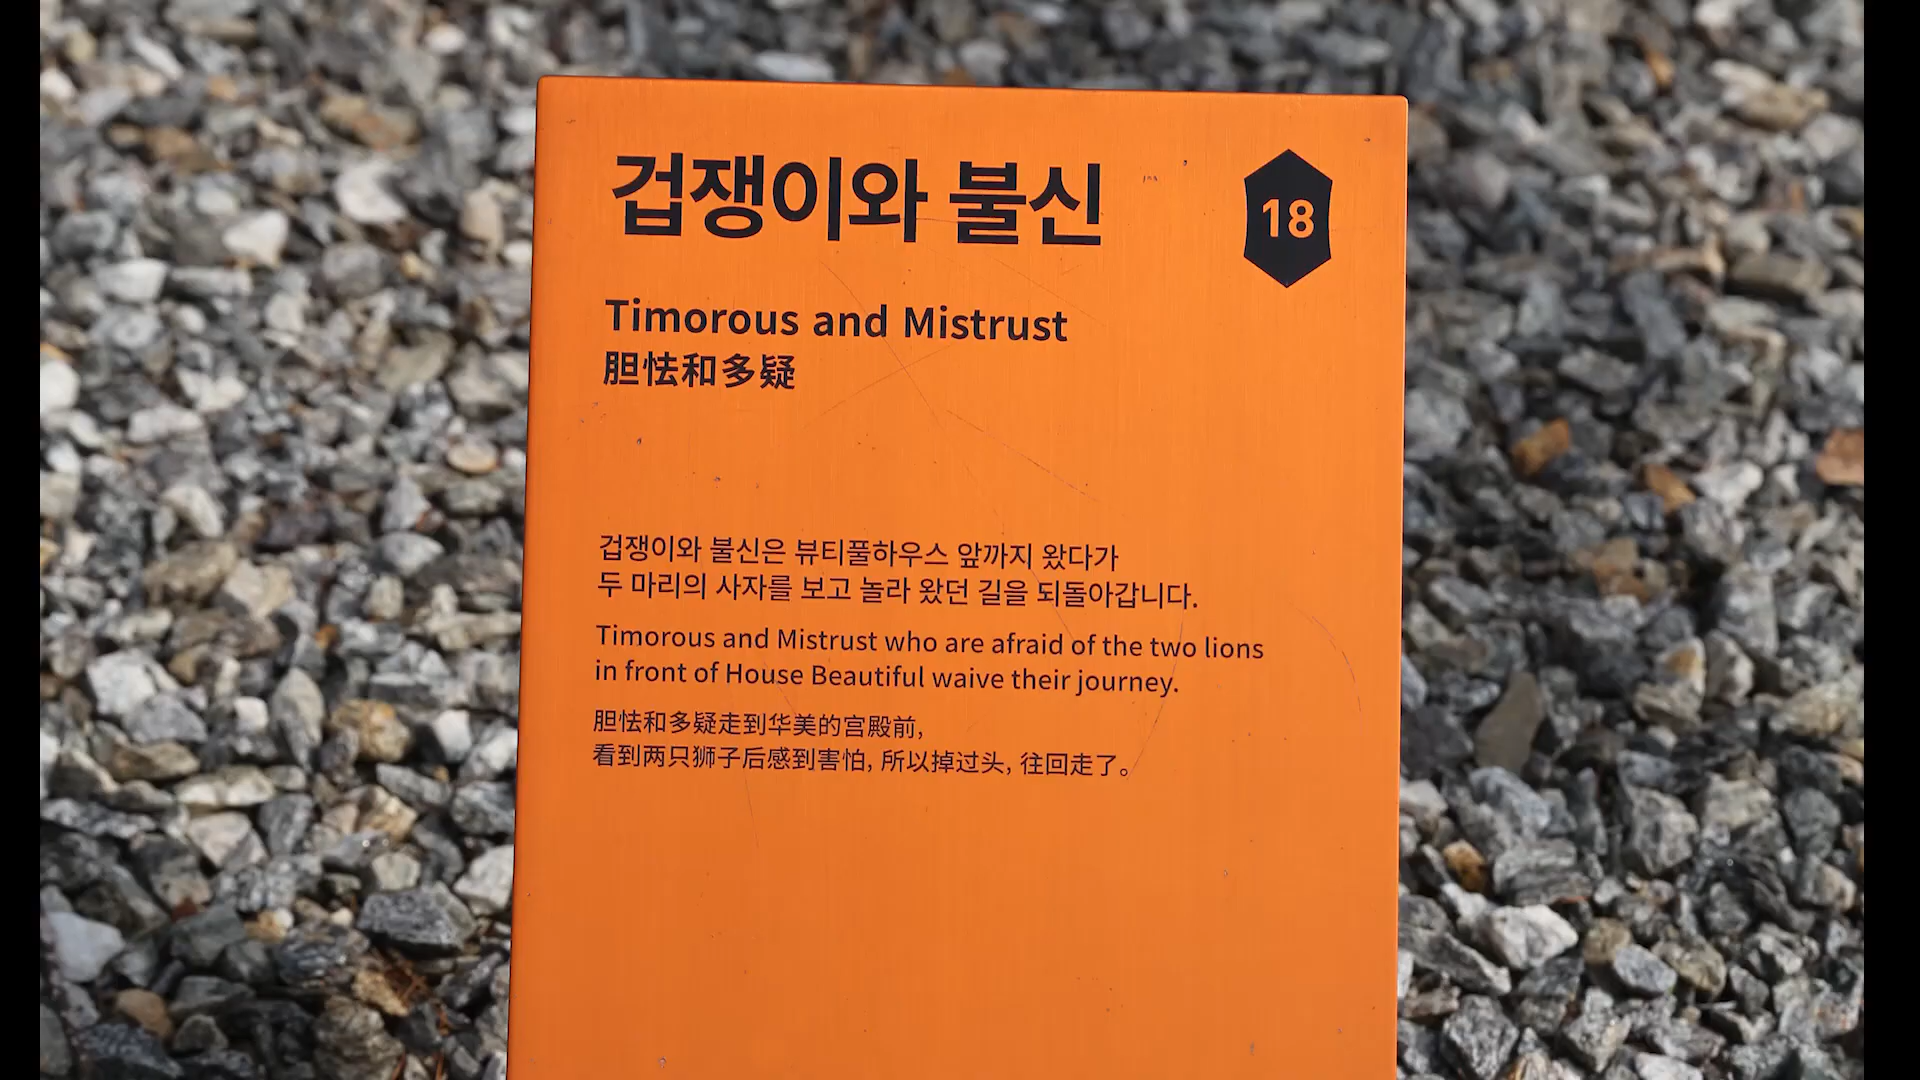 겁쟁이와 불신
18
Timorous and Mistrust
胆怯和多疑
겁쟁이와 불신은 뷰티풀하우스 앞까지 왔다가
두 마리의 사자를 보고 놀라 왔던 길을 되돌아갑니다.
Timorous and Mistrust who are afraid of the two lions
in front of House Beautiful waive their journey.
胆怯和多疑走到华美的宫殿前,
看到两只狮子后感到害怕, 所以掉过头, 往回走了。